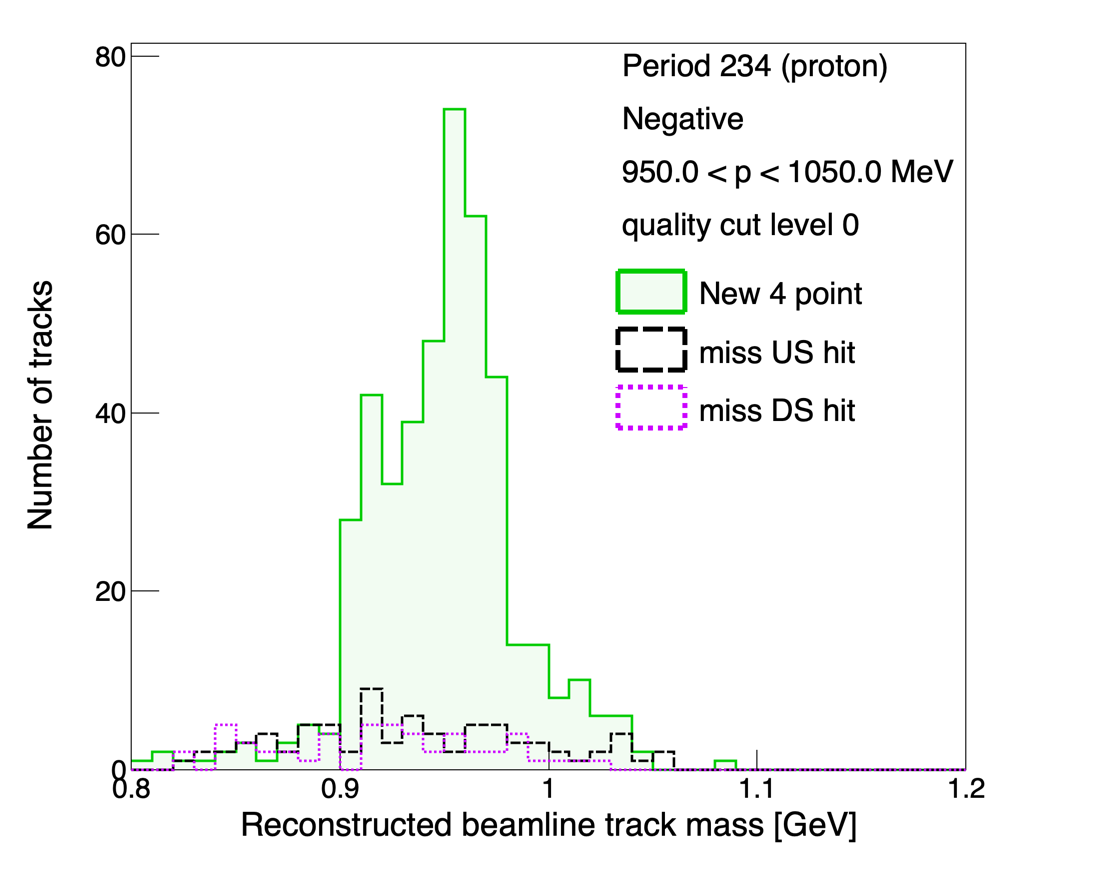 80
60
40
20
0
0.8
0.9
1
1.1
1.2
Number of tracks
Reconstructed beamline track mass [GeV]
Period 234 (proton)
Negative
950.0 < p < 1050.0 MeV
quality cut level 0
New 4 point
miss US hit
miss DS hit